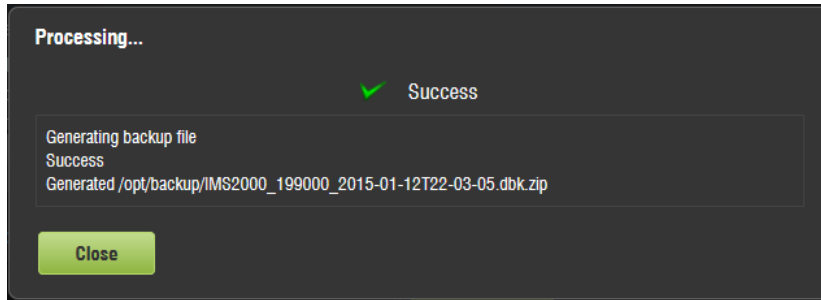 Processing...
Success
Generating backup file
Success
Generated /opt/backup/IMS2000_199000_2015-01-12T22-03-05.dbk.zip
Close